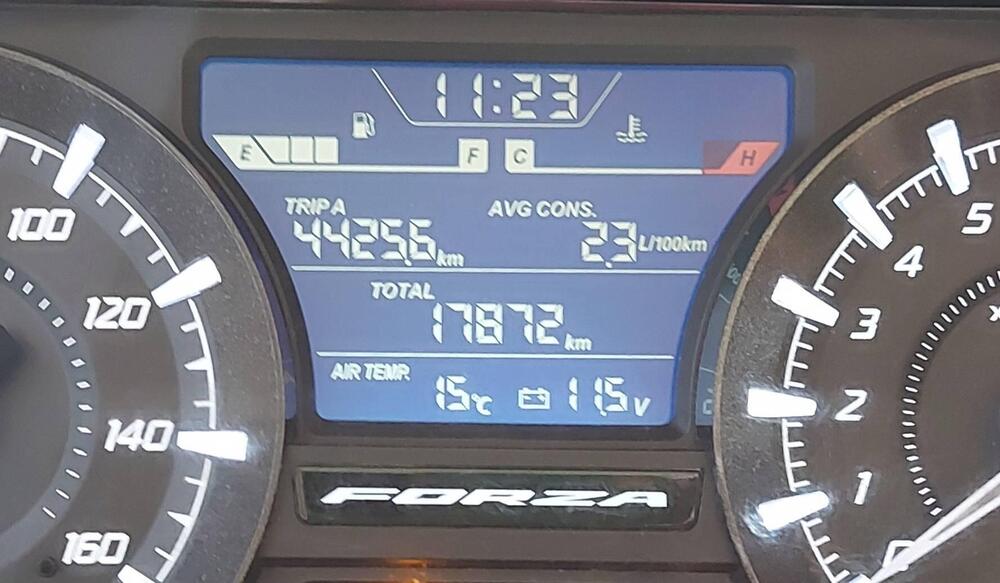 11:23
E F C H
TRIP A AVG CONS.
4425.6 km 2.3 L/100km
TOTAL
17872 km
AIR TEMP.
15 °C 11.5 V
FORZA
100
120
140
160
5
4
3
2
1
0